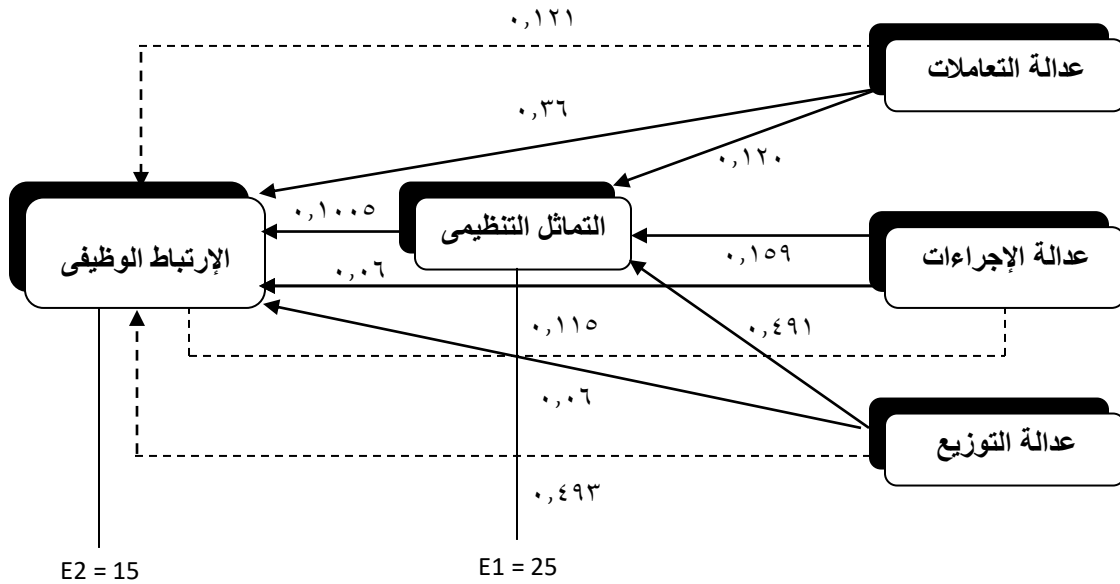 ٠,١٢١
عدالة التعاملات
٠,٣٦
٠,١٢٠
٠,١٠٠٥
التماثل التنظيمى
الإرتباط الوظيفى
عدالة الإجراءات
٠,١٥٩
٠,٠٦
٠,١١٥
٠,٤٩١
٠,٠٦
عدالة التوزيع
٠,٤٩٣
E2 = 15
E1 = 25